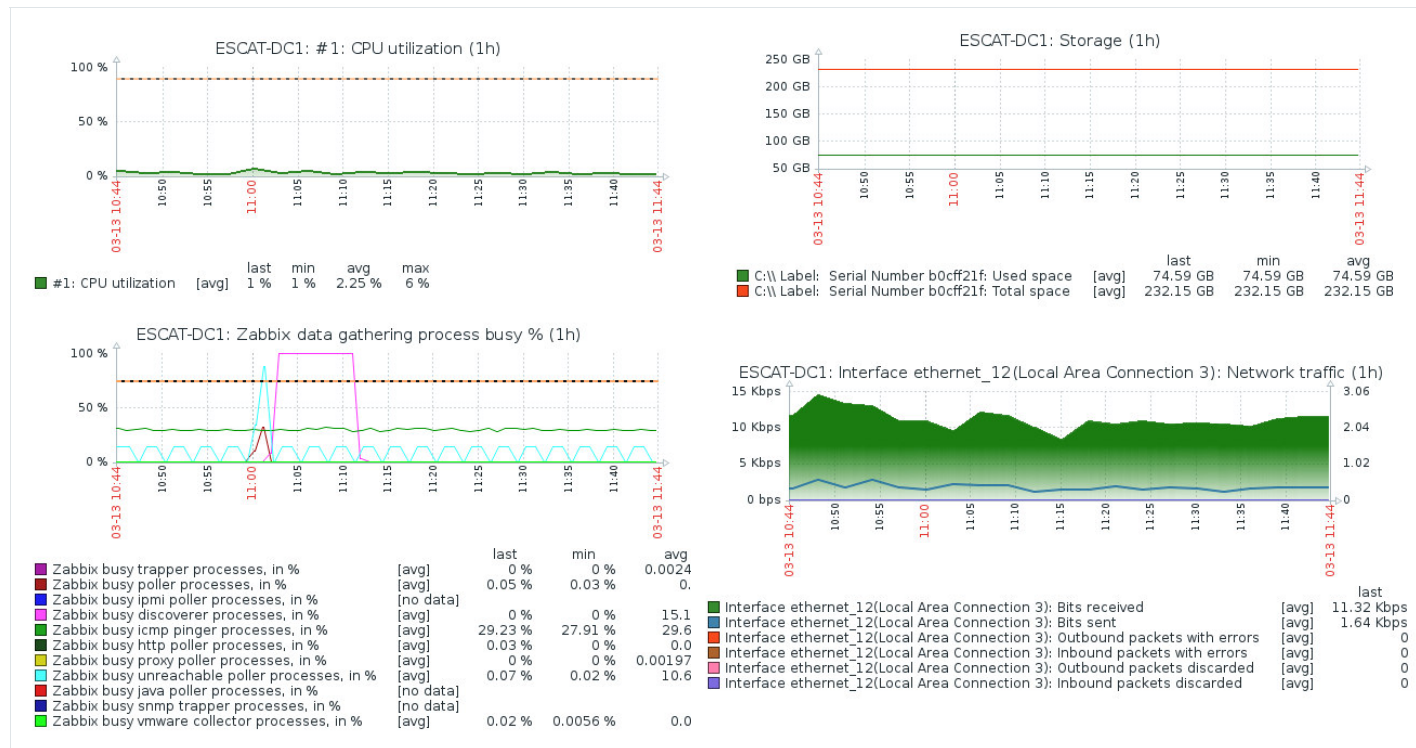 ESCAT-DC1: #1: CPU utilization (1h)
100 %
50 %
0 %
03-13 10:44
10:50
10:55
11:00
11:05
11:10
11:15
11:20
11:25
11:30
11:35
11:40
03-13 11:44
last min avg max
#1: CPU utilization [avg] 1 % 1 % 2.25 % 6 %
ESCAT-DC1: Storage (1h)
250 GB
200 GB
150 GB
100 GB
50 GB
03-13 10:44
10:50
10:55
11:00
11:05
11:10
11:15
11:20
11:25
11:30
11:35
11:40
03-13 11:44
last min avg
C:\\ Label: Serial Number b0cff21f: Used space [avg] 74.59 GB 74.59 GB 74.59 GB
C:\\ Label: Serial Number b0cff21f: Total space [avg] 232.15 GB 232.15 GB 232.15 GB
ESCAT-DC1: Zabbix data gathering process busy % (1h)
100 %
50 %
0 %
03-13 10:44
10:50
10:55
11:00
11:05
11:10
11:15
11:20
11:25
11:30
11:35
11:40
03-13 11:44
last min avg
Zabbix busy trapper processes, in % [avg] 0 % 0 % 0.0024
Zabbix busy poller processes, in % [avg] 0.05 % 0.03 % 0.
Zabbix busy ipmi poller processes, in % [no data]
Zabbix busy discoverer processes, in % [avg] 0 % 0 % 15.1
Zabbix busy icmp pinger processes, in % [avg] 29.23 % 27.91 % 29.6
Zabbix busy http poller processes, in % [avg] 0.03 % 0 % 0.0
Zabbix busy proxy poller processes, in % [avg] 0 % 0 % 0.00197
Zabbix busy unreachable poller processes, in % [avg] 0.07 % 0.02 % 10.6
Zabbix busy java poller processes, in % [no data]
Zabbix busy snmp trapper processes, in % [no data]
Zabbix busy vmware collector processes, in % [avg] 0.02 % 0.0056 % 0.0
ESCAT-DC1: Interface ethernet_12(Local Area Connection 3): Network traffic (1h)
15 Kbps
10 Kbps
5 Kbps
0 bps
3.06
2.04
1.02
0
03-13 10:44
10:50
10:55
11:00
11:05
11:10
11:15
11:20
11:25
11:30
11:35
11:40
03-13 11:44
last
Interface ethernet_12(Local Area Connection 3): Bits received [avg] 11.32 Kbps
Interface ethernet_12(Local Area Connection 3): Bits sent [avg] 1.64 Kbps
Interface ethernet_12(Local Area Connection 3): Outbound packets with errors [avg] 0
Interface ethernet_12(Local Area Connection 3): Inbound packets with errors [avg] 0
Interface ethernet_12(Local Area Connection 3): Outbound packets discarded [avg] 0
Interface ethernet_12(Local Area Connection 3): Inbound packets discarded [avg] 0